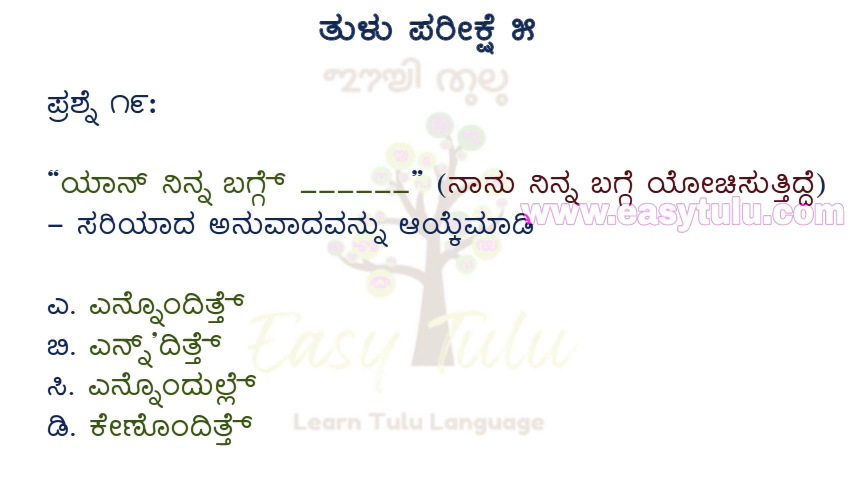 ತುಳು ಪರೀಕ್ಷೆ ೫
ಈಸಿ ತುಳು
ಪ್ರಶ್ನೆ ೧೯:
“ಯಾನ್ ನಿನ್ನ ಬಗ್ಗೆ್ ______” (ನಾನು ನಿನ್ನ ಬಗ್ಗೆ ಯೋಚಿಸುತ್ತಿದ್ದೆ)
www.easytulu.com
– ಸರಿಯಾದ ಅನುವಾದವನ್ನು ಆಯ್ಕೆಮಾಡಿ
ಎ. ಎನ್ನೊಂದಿತ್ತೆ್
ಬಿ. ಎನ್ನ್‌ದಿತ್ತೆ್
ಸಿ. ಎನ್ನೊಂದುಲ್ಲೆ್
ಡಿ. ಕೇಣೊಂದಿತ್ತೆ್
Easy Tulu
Learn Tulu Language